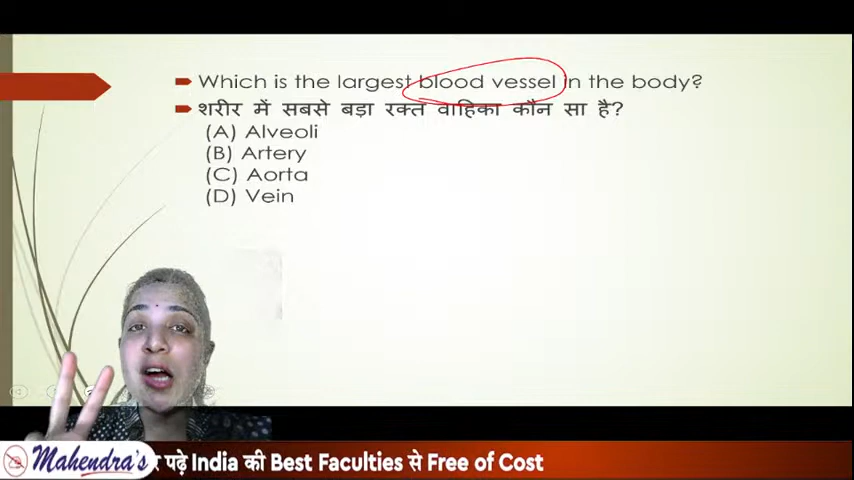 Which is the largest blood vessel in the body?
शरीर में सबसे बड़ा रक्त वाहिका कौन सा है?
(A) Alveoli
(B) Artery
(C) Aorta
(D) Vein
Mahendra's पढ़े India की Best Faculties से Free of Cost